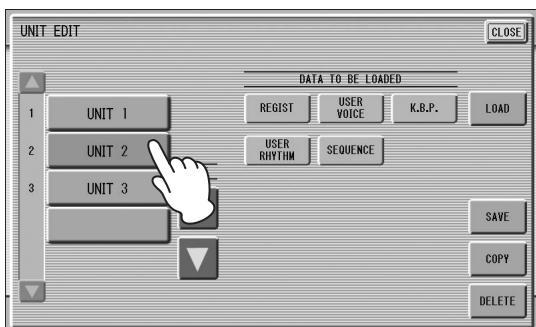 UNIT EDIT
CLOSE
DATA TO BE LOADED
1 UNIT 1
REGIST
USER
VOICE
K.B.P.
LOAD
2 UNIT 2
USER
RHYTHM
SEQUENCE
3 UNIT 3
SAVE
COPY
DELETE